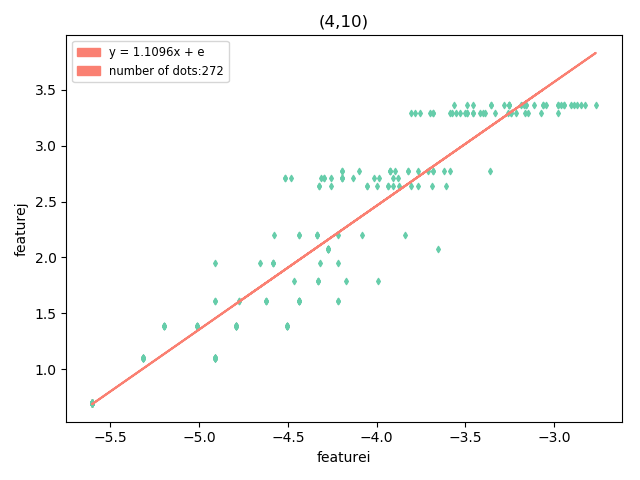 (4,10)
y = 1.1096x + e
number of dots:272
featurej
3.5
3.0
2.5
2.0
1.5
1.0
−5.5 −5.0 −4.5 −4.0 −3.5 −3.0
featurei